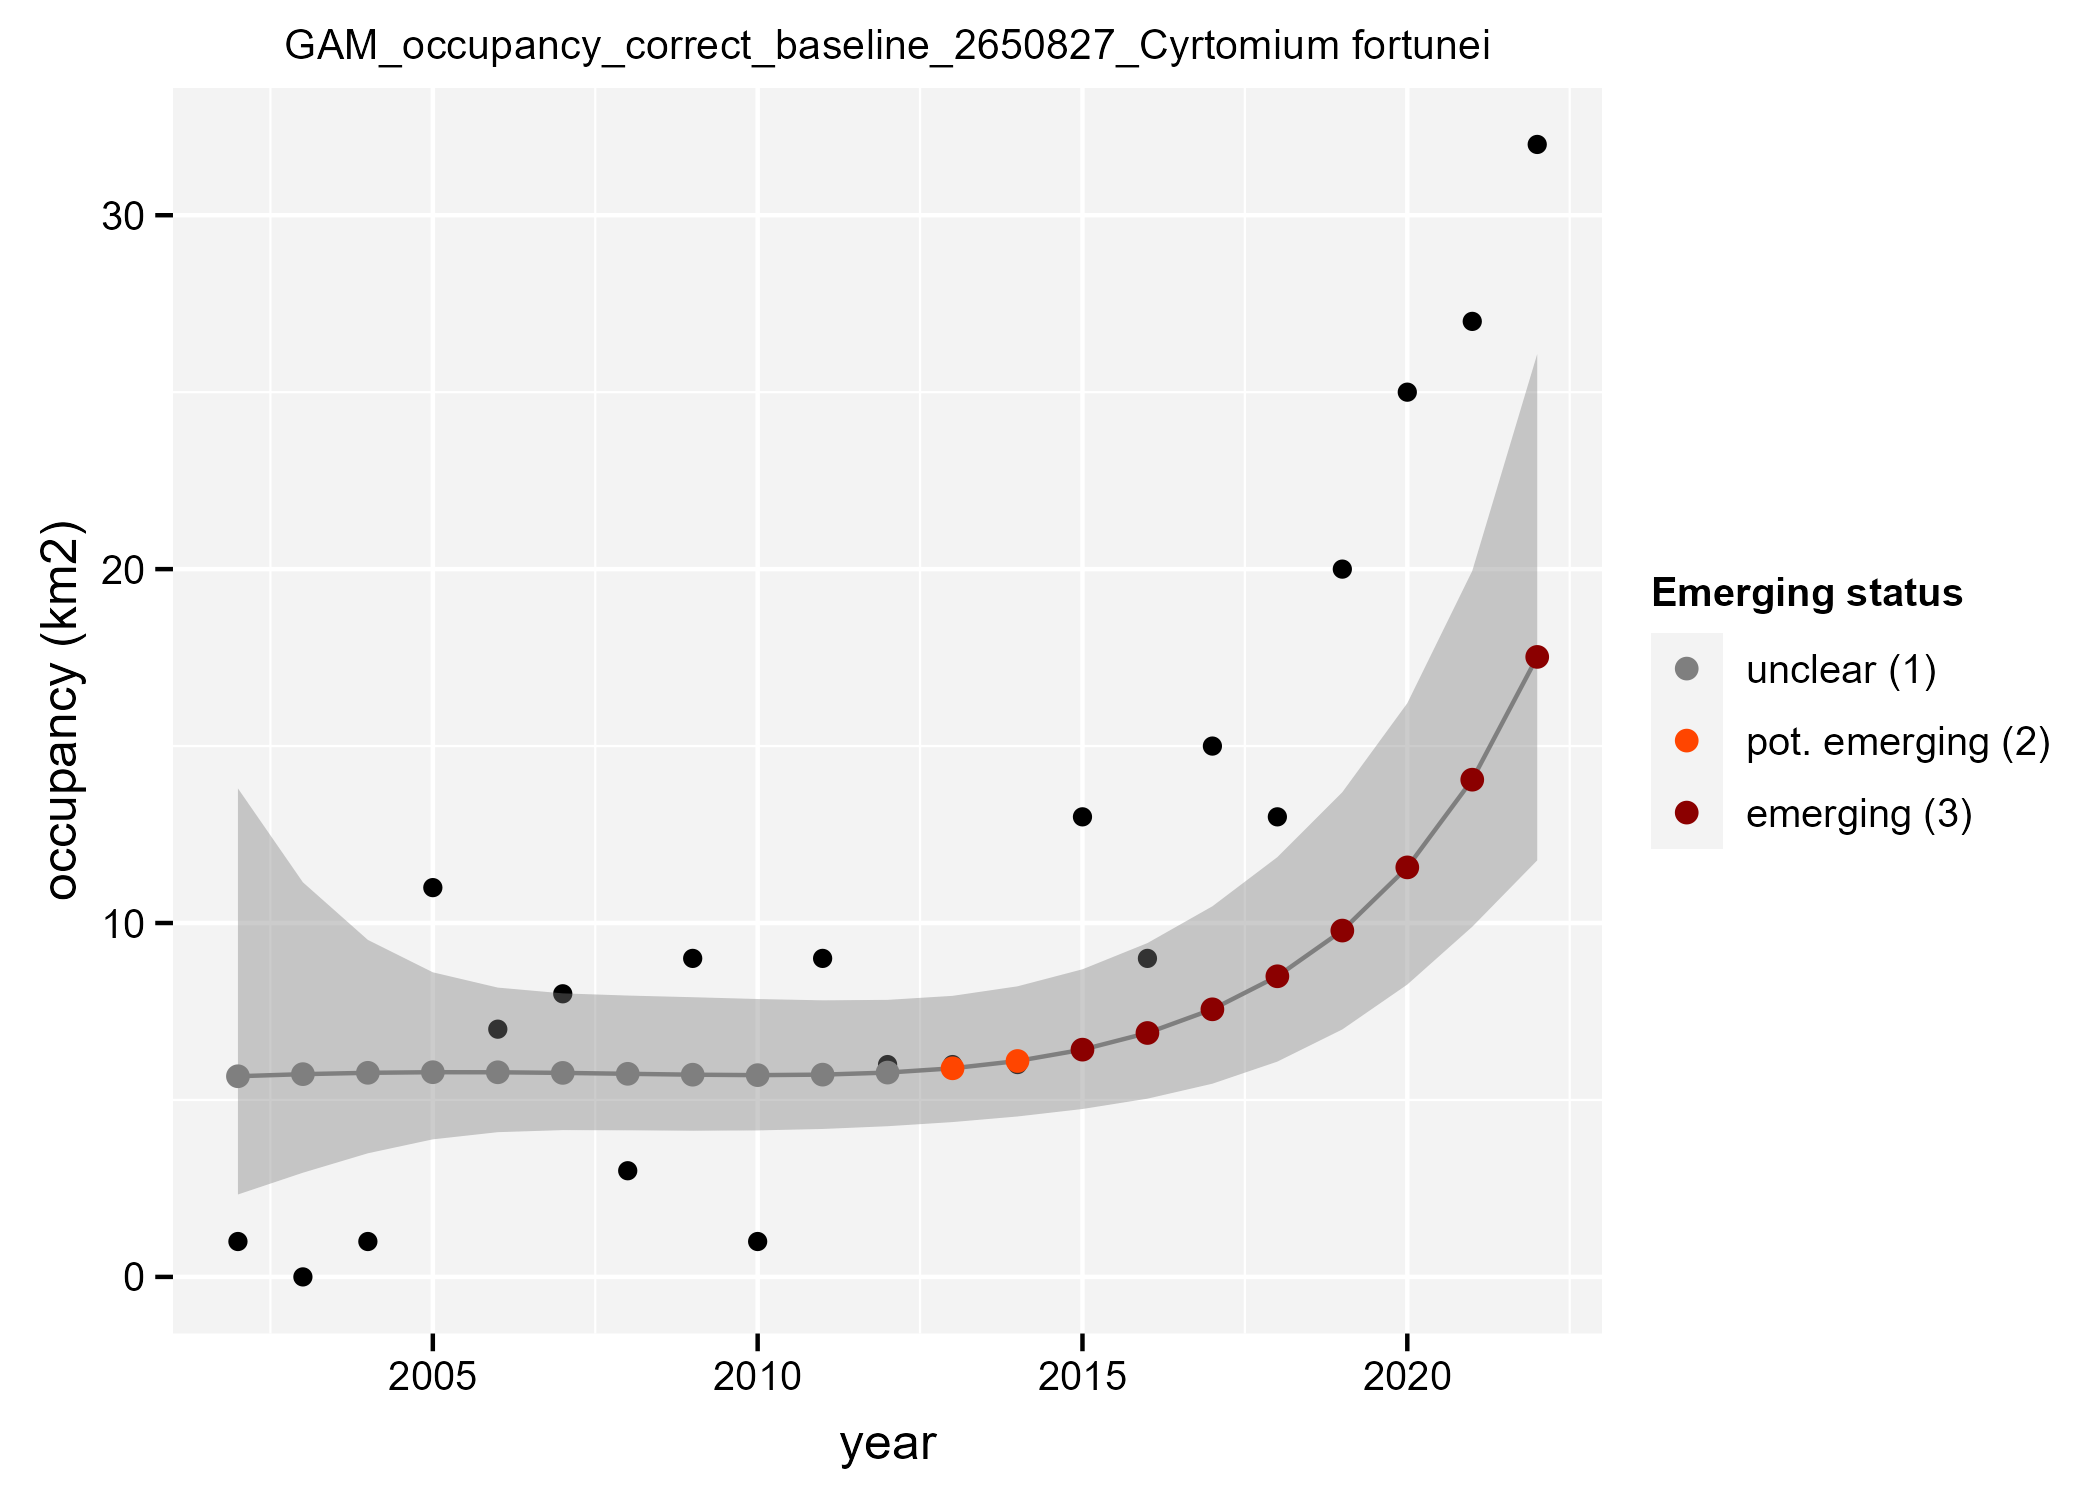 GAM_occupancy_correct_baseline_2650827_Cyrtomium fortunei
occupancy (km2)
30
20
10
0
2005 2010 2015 2020
year
Emerging status
unclear (1)
pot. emerging (2)
emerging (3)